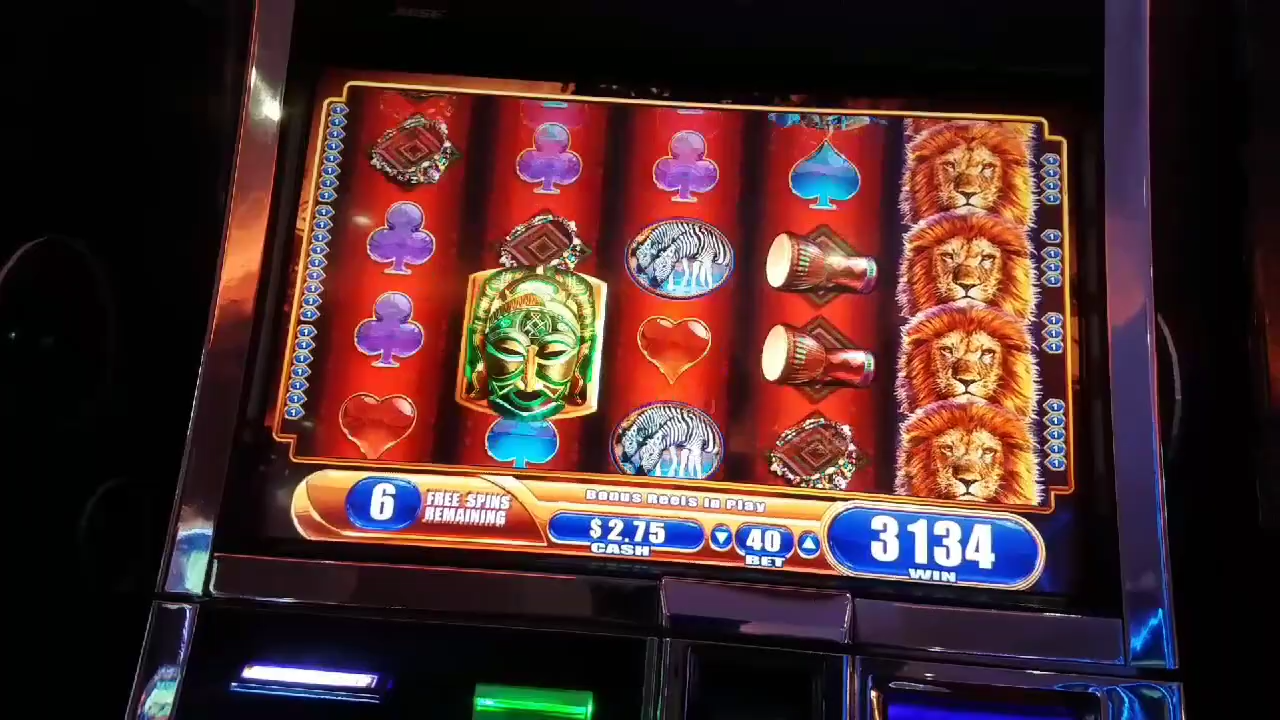 Bonus Reels In Play
6
FREE SPINS
REMAINING
$2.75
CASH
40
BET
3134
WIN